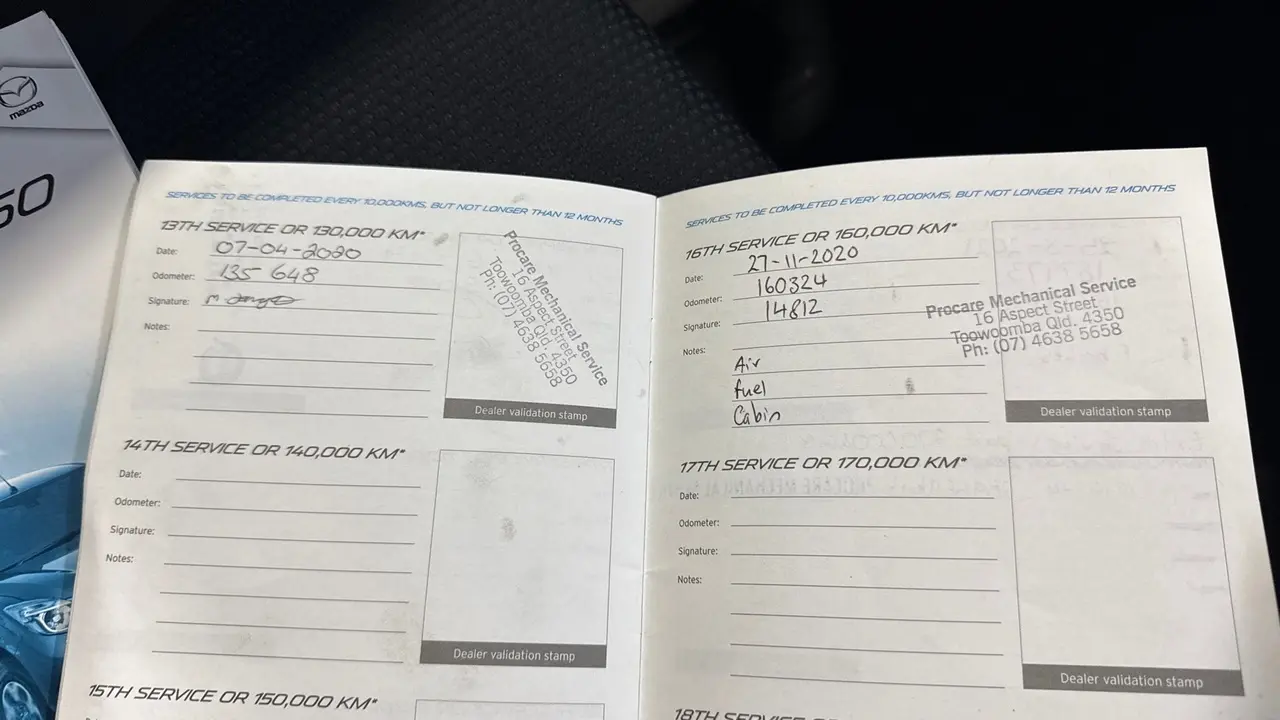 mazda
50
SERVICES TO BE COMPLETED EVERY 10,000KMS, BUT NOT LONGER THAN 12 MONTHS
13TH SERVICE OR 130,000 KM*
Date: 07-04-2020
Odometer: 135 648
Signature:
Notes:
Procare Mechanical Service
16 Aspect Street
Toowoomba Qld. 4350
Ph: (07) 4638 5658
Dealer validation stamp
14TH SERVICE OR 140,000 KM*
Date:
Odometer:
Signature:
Notes:
Dealer validation stamp
15TH SERVICE OR 150,000 KM*
SERVICES TO BE COMPLETED EVERY 10,000KMS, BUT NOT LONGER THAN 12 MONTHS
16TH SERVICE OR 160,000 KM*
Date: 27-11-2020
Odometer: 160324
Signature: 14812
Notes:
Air
fuel
Cabin
Procare Mechanical Service
16 Aspect Street
Toowoomba Qld. 4350
Ph: (07) 4638 5658
Dealer validation stamp
17TH SERVICE OR 170,000 KM*
Date:
Odometer:
Signature:
Notes:
Dealer validation stamp
18TH SERVICE OR